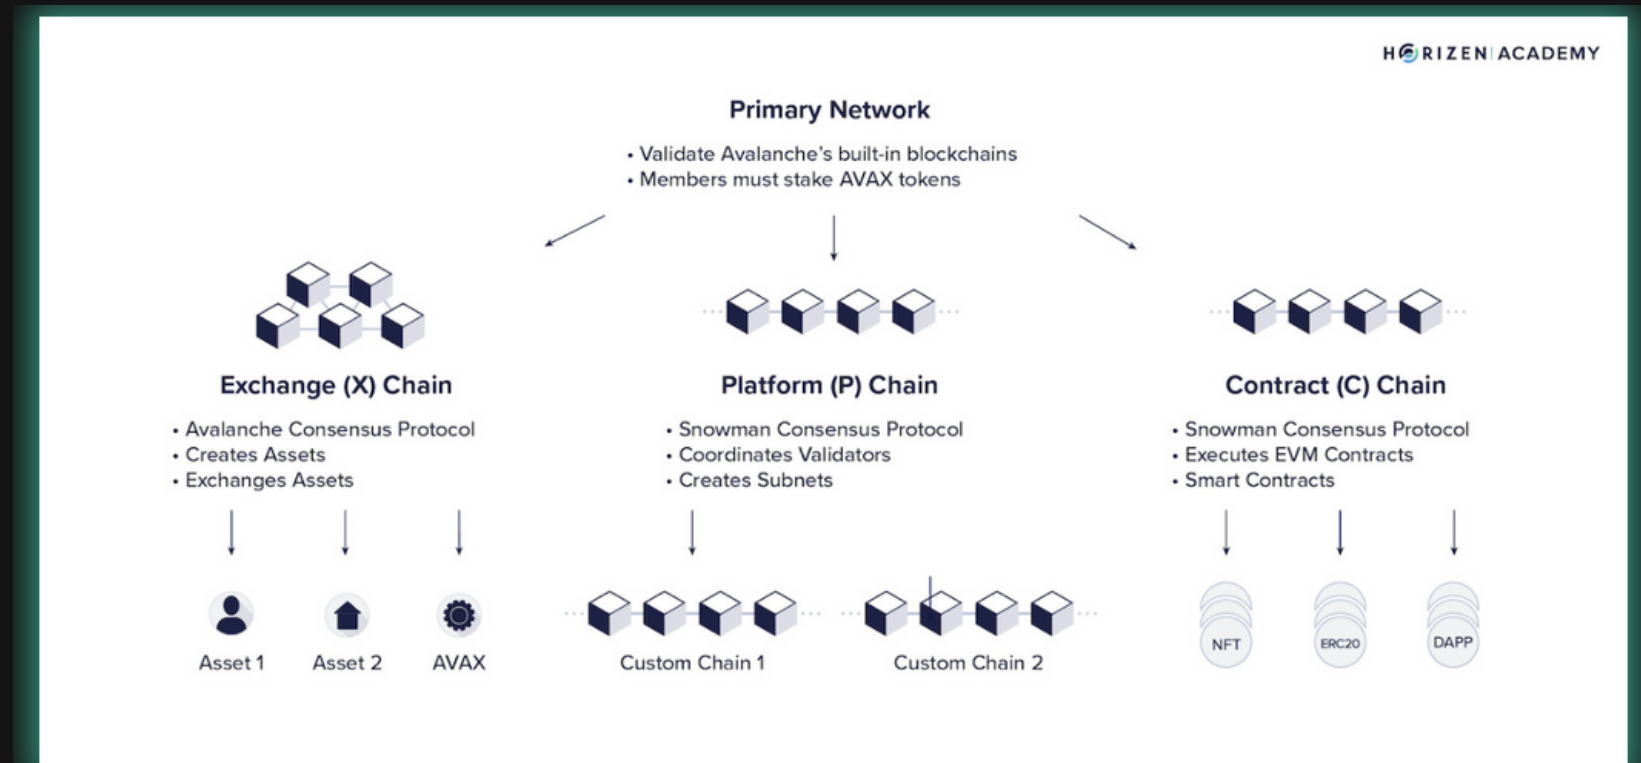 HORIZEN ACADEMY
Primary Network
• Validate Avalanche's built-in blockchains
• Members must stake AVAX tokens
Exchange (X) Chain
• Avalanche Consensus Protocol
• Creates Assets
• Exchanges Assets
Asset 1
Asset 2
AVAX
Platform (P) Chain
• Snowman Consensus Protocol
• Coordinates Validators
• Creates Subnets
Custom Chain 1
Custom Chain 2
Contract (C) Chain
• Snowman Consensus Protocol
• Executes EVM Contracts
• Smart Contracts
NFT
ERC20
DAPP